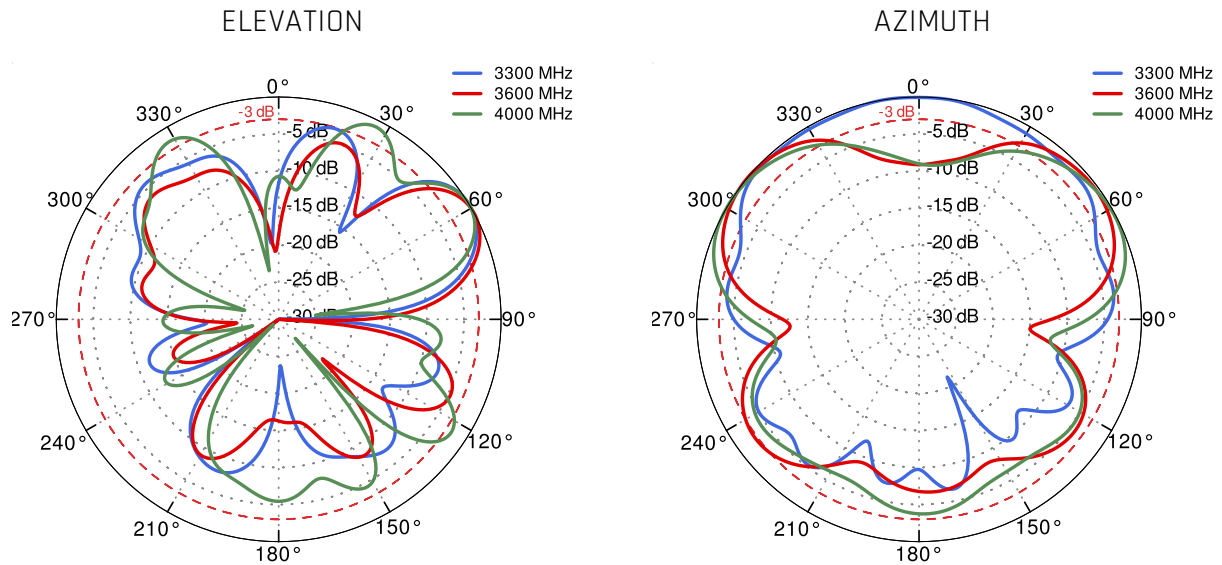 ELEVATION
3300 MHz
3600 MHz
4000 MHz
0°
30°
60°
90°
120°
150°
180°
210°
240°
270°
300°
330°
-3 dB
-5 dB
-10 dB
-15 dB
-20 dB
-25 dB
-30 dB
AZIMUTH
3300 MHz
3600 MHz
4000 MHz
0°
30°
60°
90°
120°
150°
180°
210°
240°
270°
300°
330°
-3 dB
-5 dB
-10 dB
-15 dB
-20 dB
-25 dB
-30 dB